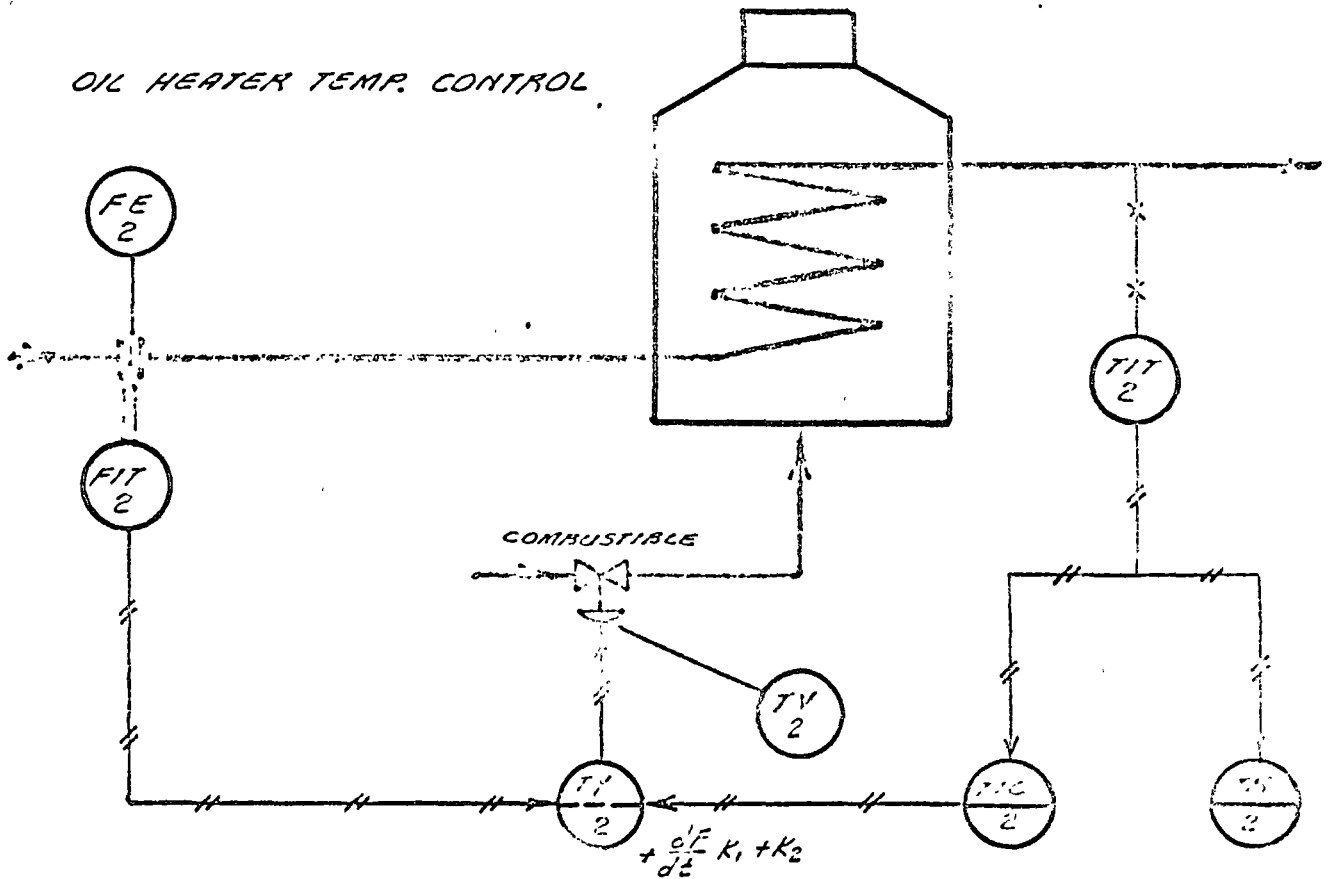 OIL HEATER TEMP. CONTROL
FE
2
TIT
2
FIT
2
COMBUSTIBLE
TV
2
TY
2
TIC
2
2
+ dF/dt K₁ + K₂